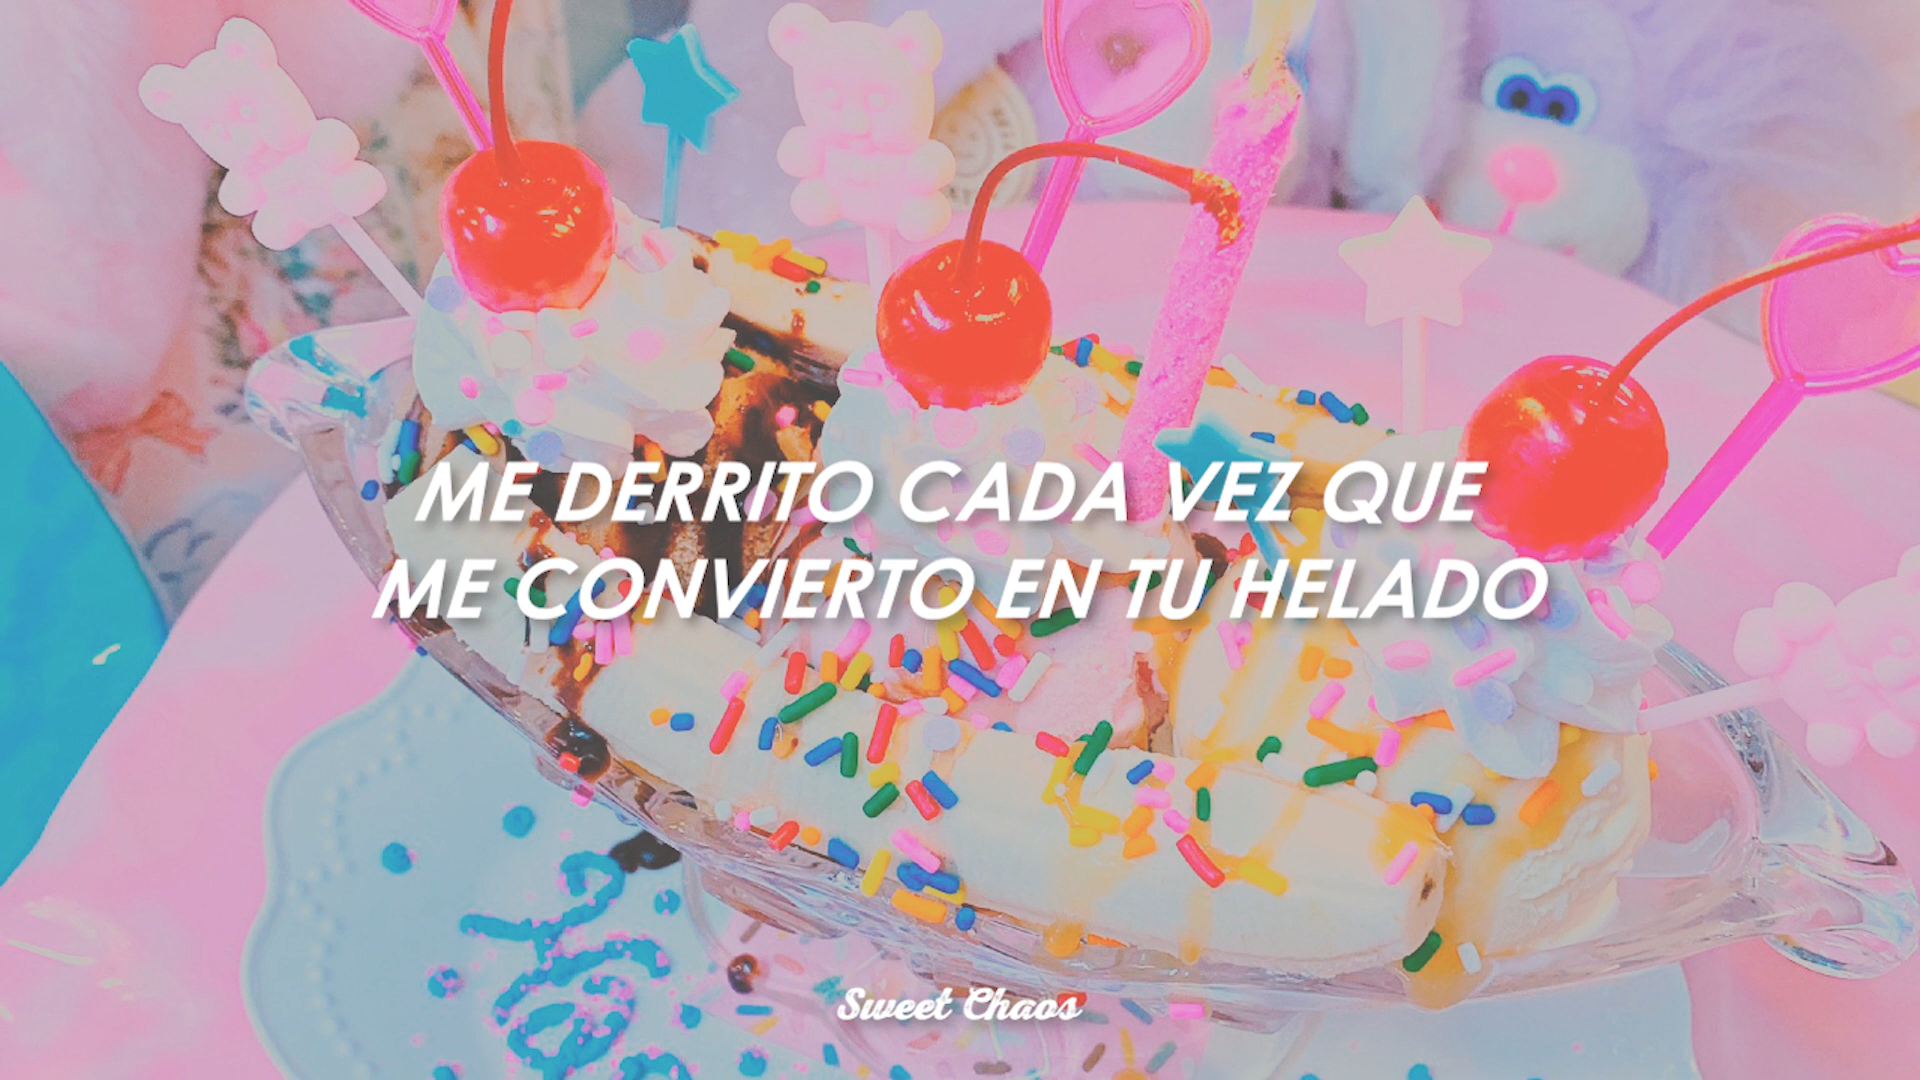 ME DERRITO CADA VEZ QUE
ME CONVIERTO EN TU HELADO
Sweet Chaos